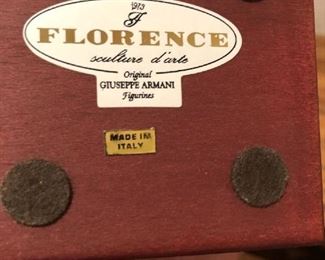 1973
F
FLORENCE
sculture d'arte
Original
GIUSEPPE ARMANI
Figurines
MADE IN
ITALY